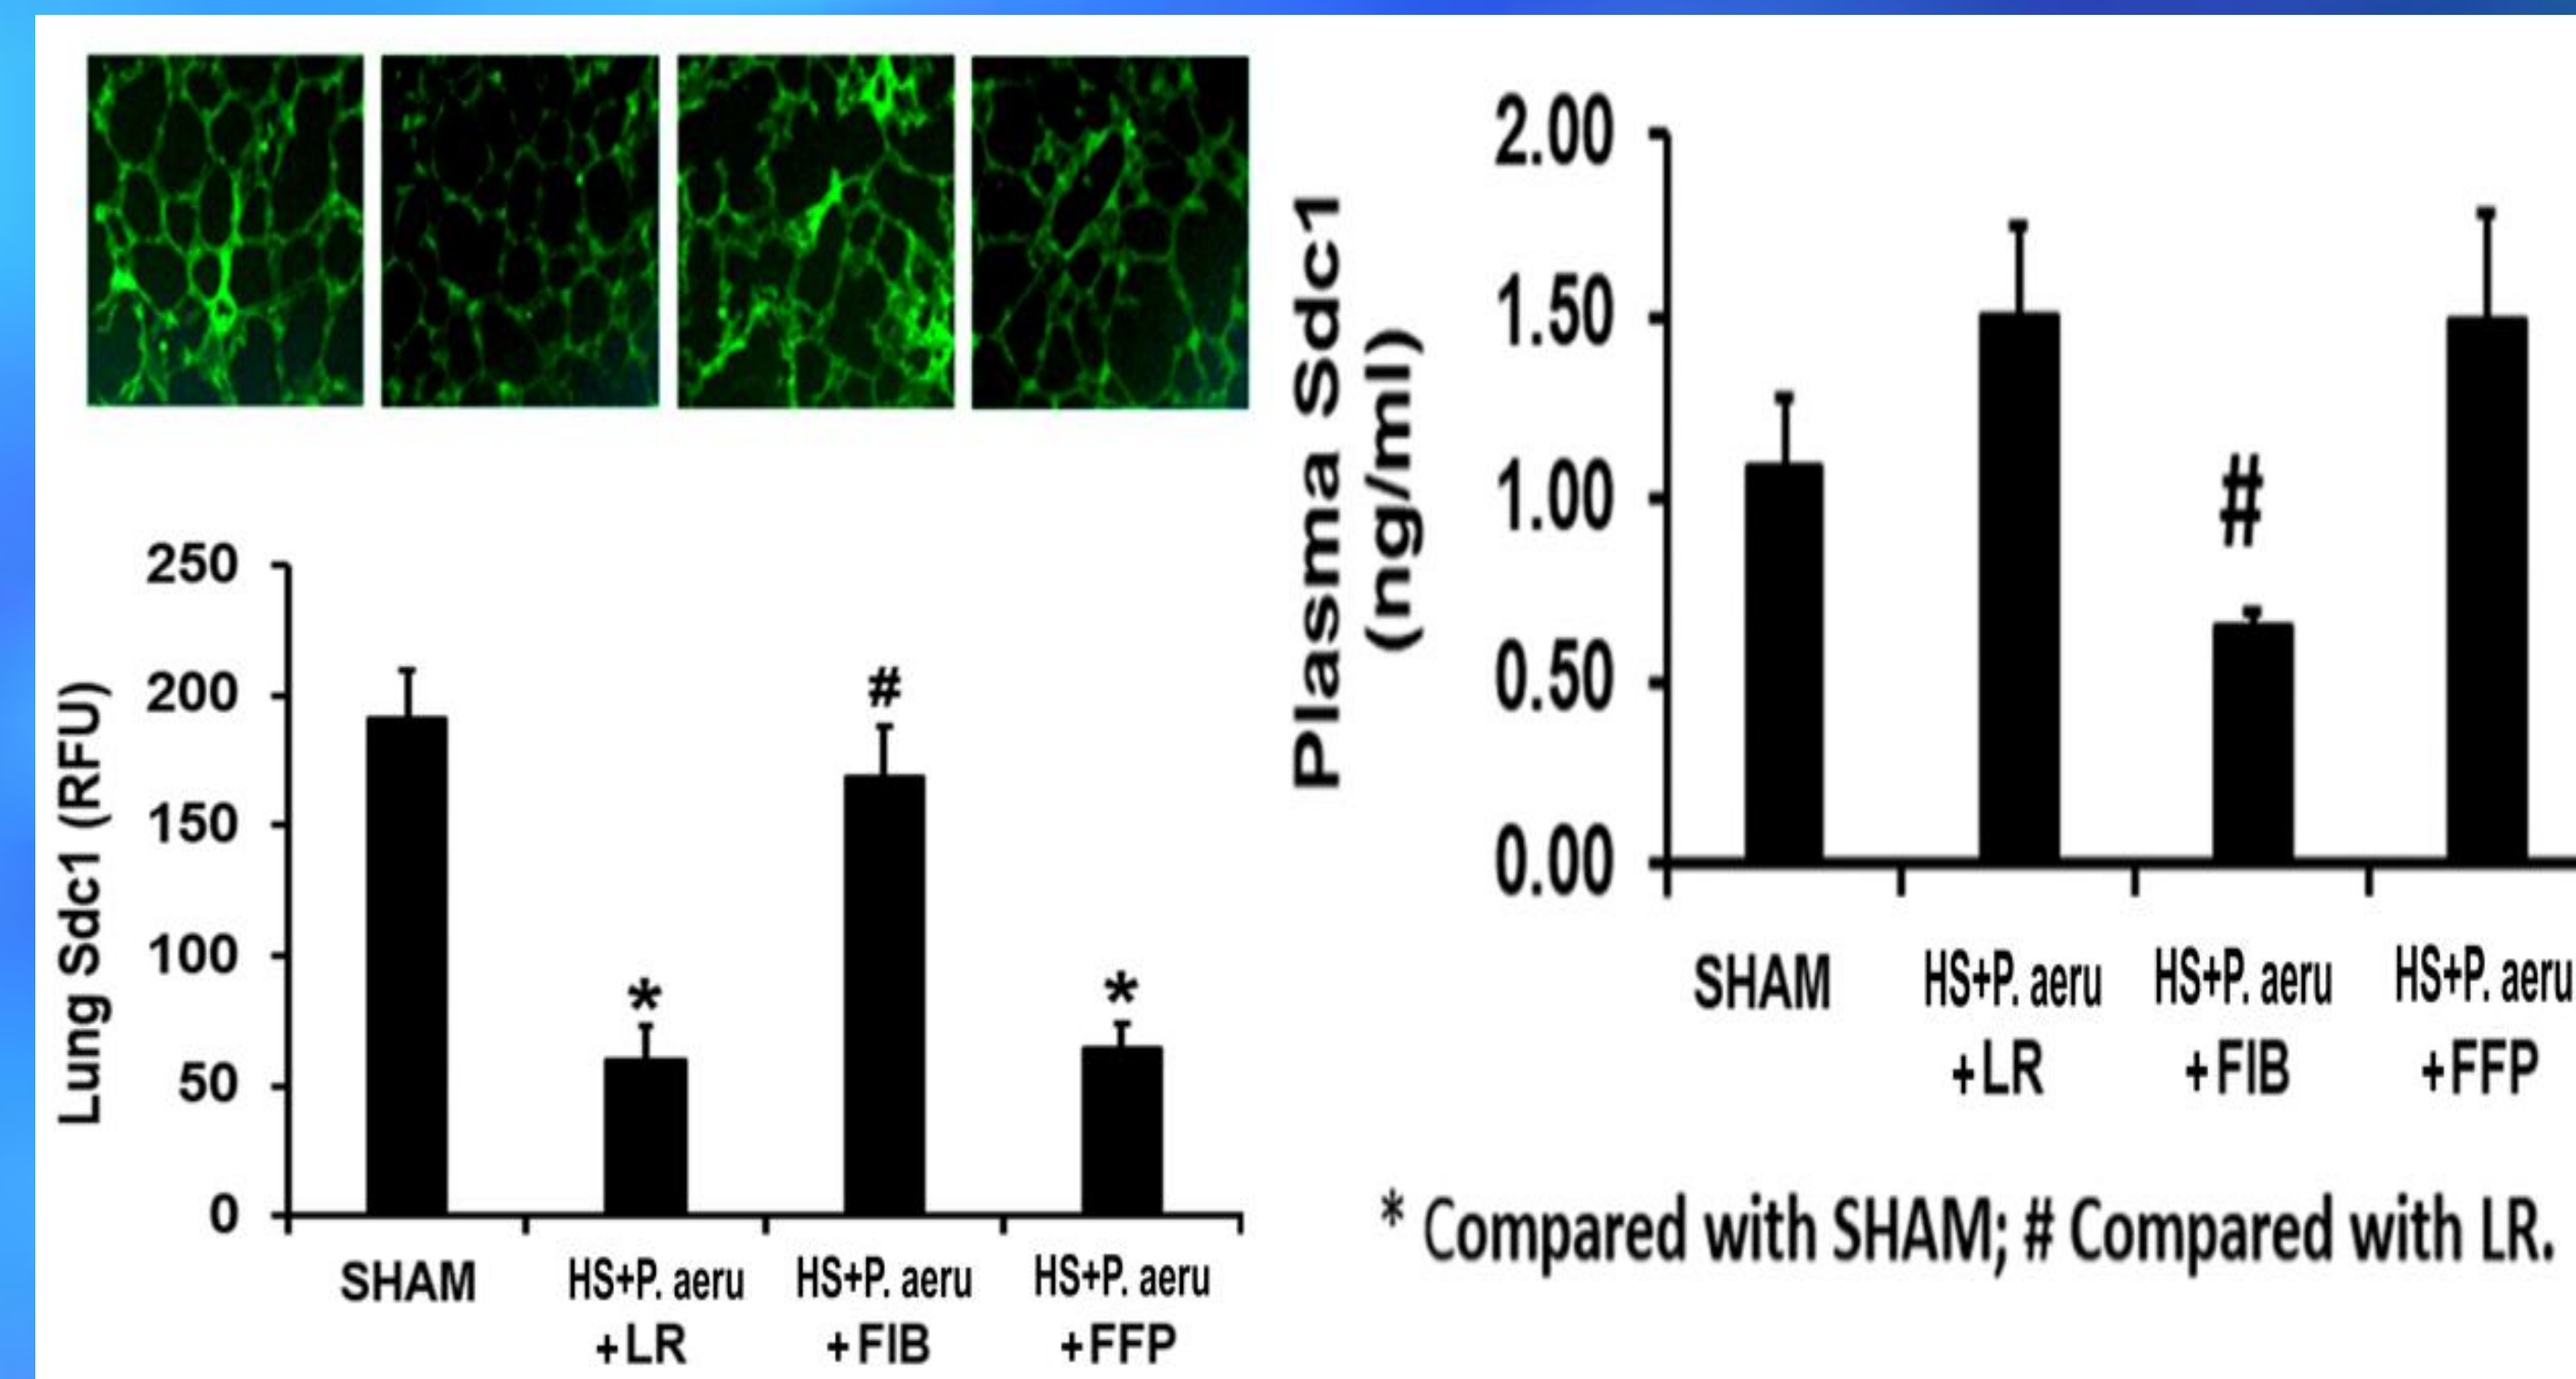 Lung Sdc1 (RFU)
250
200
150
100
50
0
*
#
*
SHAM
HS+P. aeru
+LR
HS+P. aeru
+FIB
HS+P. aeru
+FFP
Plasma Sdc1
(ng/ml)
2.00
1.50
1.00
0.50
0.00
#
SHAM
HS+P. aeru
+LR
HS+P. aeru
+FIB
HS+P. aeru
+FFP
* Compared with SHAM; # Compared with LR.